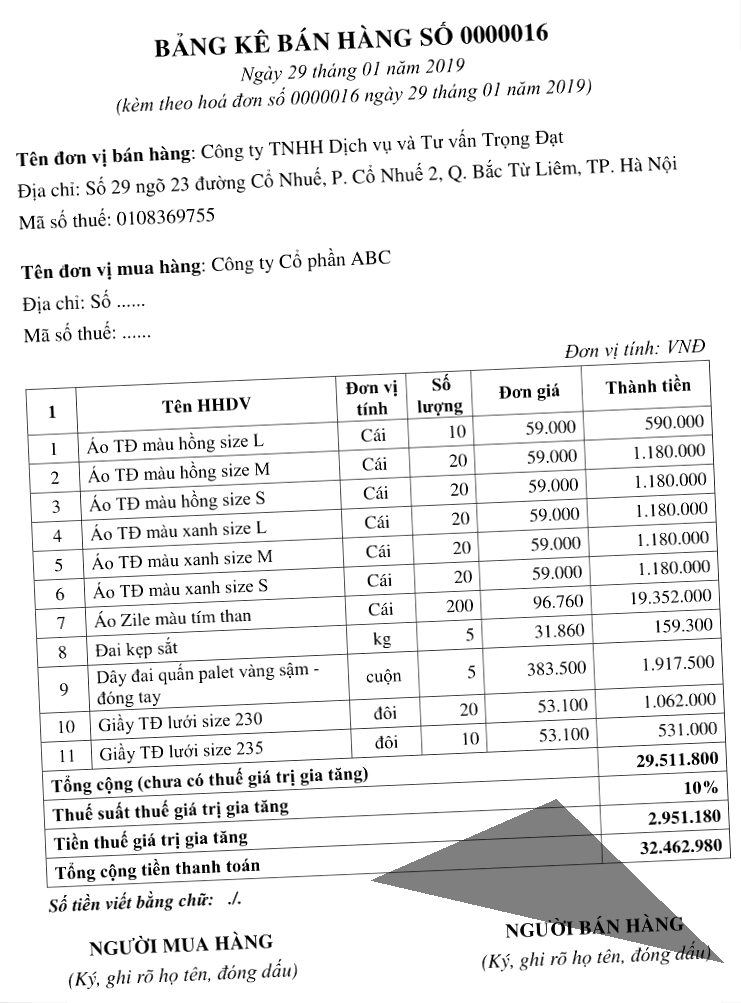 BẢNG KÊ BÁN HÀNG SỐ 0000016
Ngày 29 tháng 01 năm 2019
(kèm theo hoá đơn số 0000016 ngày 29 tháng 01 năm 2019)
Tên đơn vị bán hàng: Công ty TNHH Dịch vụ và Tư vấn Trọng Đạt
Địa chỉ: Số 29 ngõ 23 đường Cổ Nhuế, P. Cổ Nhuế 2, Q. Bắc Từ Liêm, TP. Hà Nội
Mã số thuế: 0108369755
Tên đơn vị mua hàng: Công ty Cổ phần ABC
Địa chỉ: Số ......
Mã số thuế: ......
Đơn vị tính: VNĐ
1 Tên HHDV Đơn vị tính Số lượng Đơn giá Thành tiền
1 Áo TĐ màu hồng size L Cái 10 59.000 590.000
2 Áo TĐ màu hồng size M Cái 20 59.000 1.180.000
3 Áo TĐ màu hồng size S Cái 20 59.000 1.180.000
4 Áo TĐ màu xanh size L Cái 20 59.000 1.180.000
5 Áo TĐ màu xanh size M Cái 20 59.000 1.180.000
6 Áo TĐ màu xanh size S Cái 20 59.000 1.180.000
7 Áo Zile màu tím than Cái 200 96.760 19.352.000
8 Đai kẹp sắt kg 5 31.860 159.300
9 Dây đai quấn palet vàng sậm - đóng tay cuộn 5 383.500 1.917.500
10 Giầy TĐ lưới size 230 đôi 20 53.100 1.062.000
11 Giầy TĐ lưới size 235 đôi 10 53.100 531.000
Tổng cộng (chưa có thuế giá trị gia tăng) 29.511.800
Thuế suất thuế giá trị gia tăng 10%
Tiền thuế giá trị gia tăng 2.951.180
Tổng cộng tiền thanh toán 32.462.980
Số tiền viết bằng chữ: ./.
NGƯỜI MUA HÀNG
(Ký, ghi rõ họ tên, đóng dấu)
NGƯỜI BÁN HÀNG
(Ký, ghi rõ họ tên, đóng dấu)